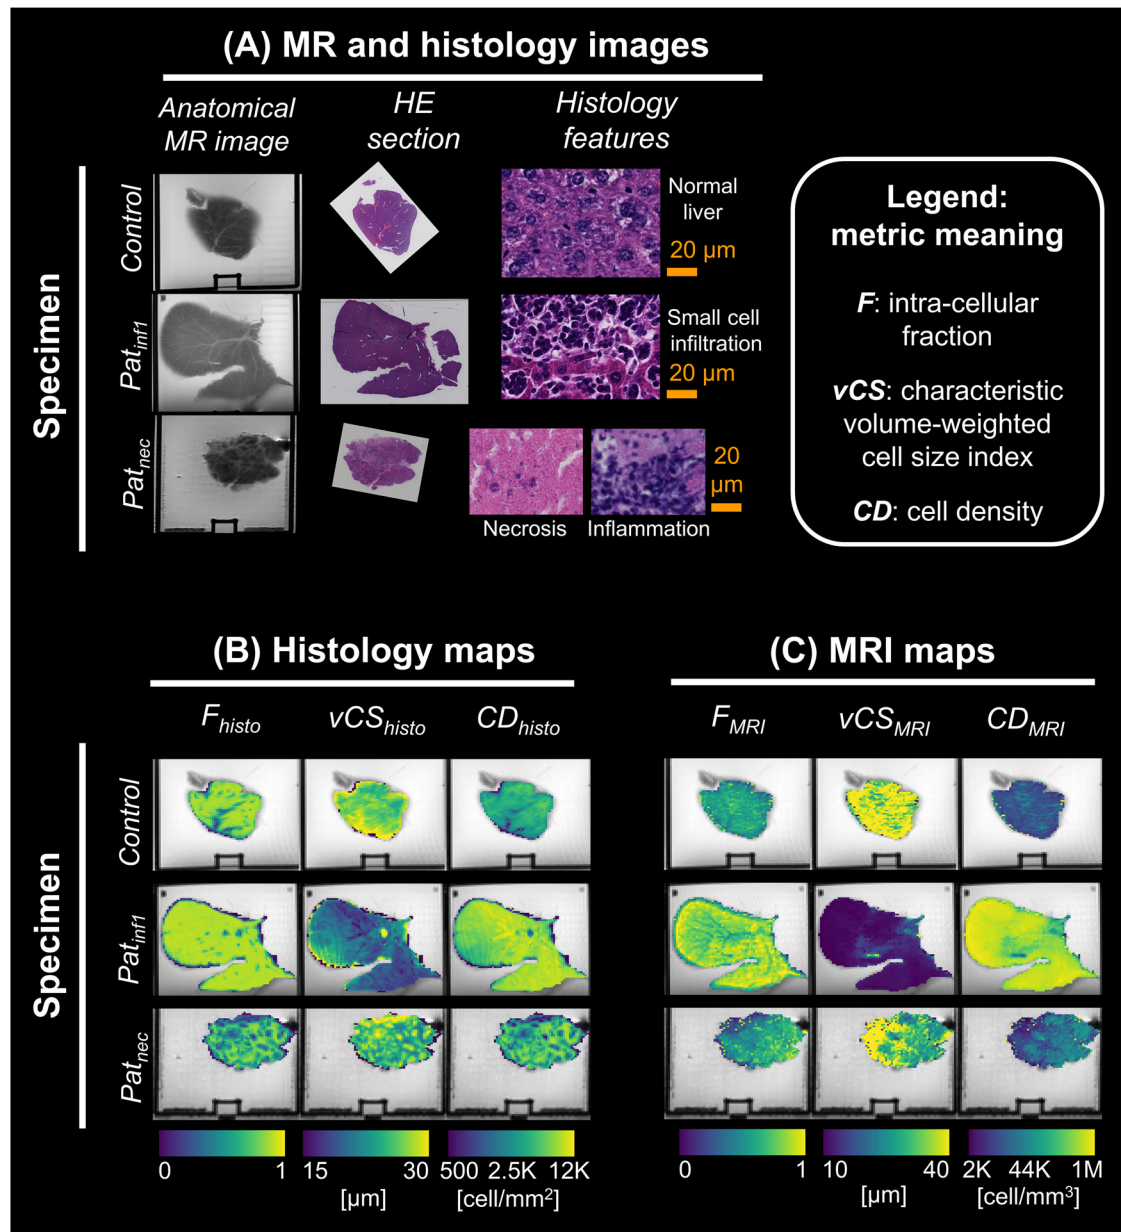 (A) MR and histology images
Anatomical
MR image
HE
section
Histology
features
Specimen
Control
Normal
liver
20 µm
Pat_inf1
Small cell
infiltration
20 µm
Pat_nec
20
µm
Necrosis
Inflammation
Legend:
metric meaning
F: intra-cellular
fraction
vCS: characteristic
volume-weighted
cell size index
CD: cell density
(B) Histology maps
F_histo
vCS_histo
CD_histo
(C) MRI maps
F_MRI
vCS_MRI
CD_MRI
Specimen
Control
Pat_inf1
Pat_nec
0 1
15 30
[µm]
500 2.5K 12K
[cell/mm²]
0 1
10 40
[µm]
2K 44K 1M
[cell/mm³]